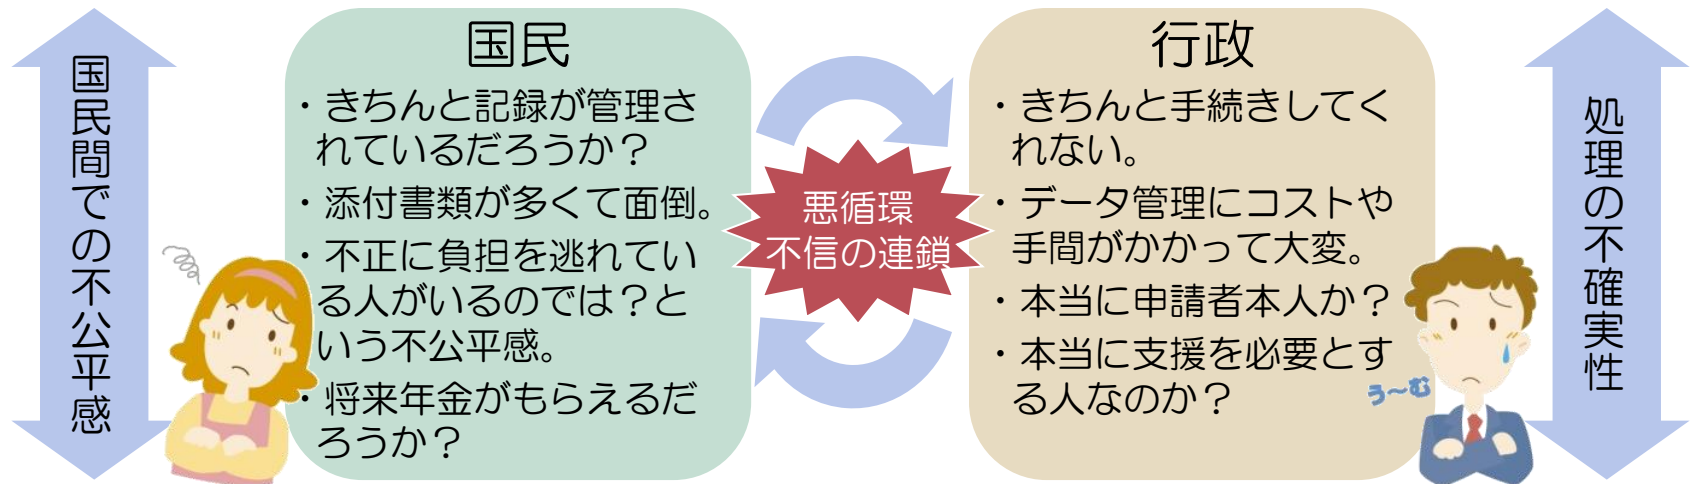 国民間での不公平感
国民
・きちんと記録が管理さ
れているだろうか？
・添付書類が多くて面倒。
・不正に負担を逃れてい
る人がいるのでは？と
いう不公平感。
・将来年金がもらえるだ
ろうか？
悪循環
不信の連鎖
行政
・きちんと手続きしてく
れない。
・データ管理にコストや
手間がかかって大変。
・本当に申請者本人か？
・本当に支援を必要とす
る人なのか？
う〜む
処理の不確実性